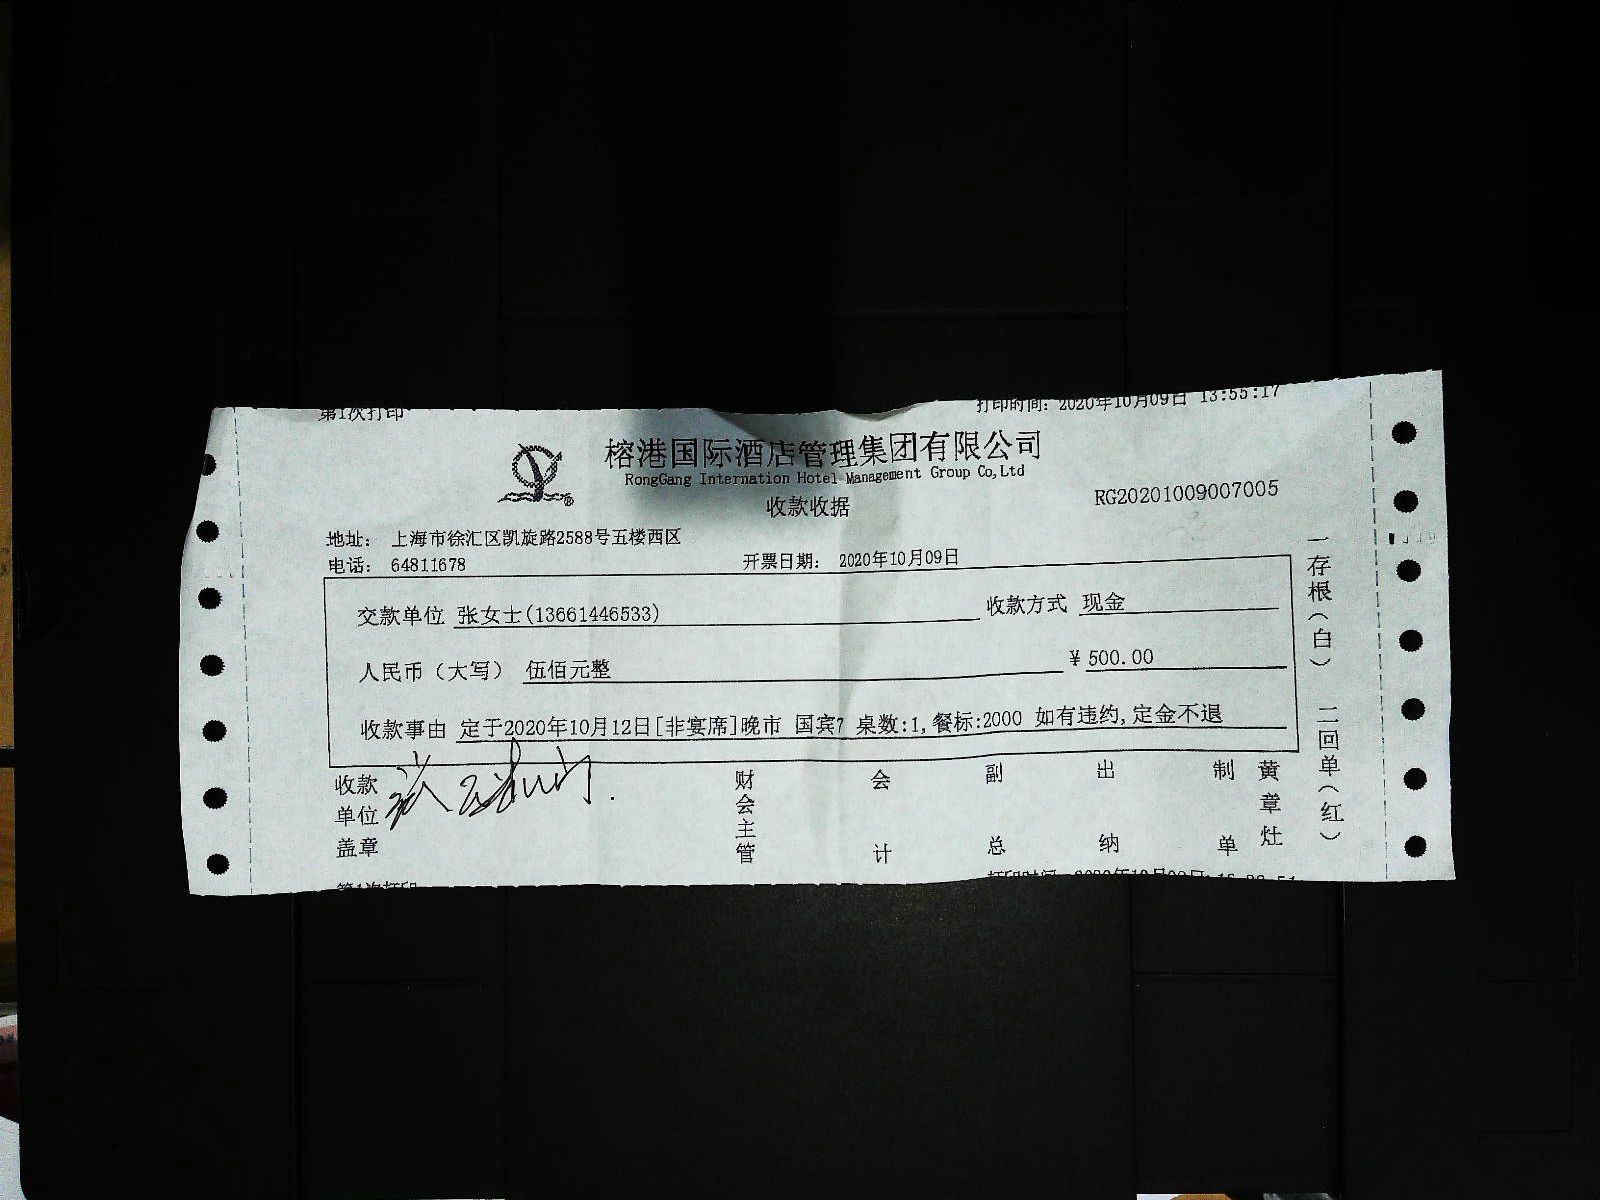 第1次打印
打印时间: 2020年10月09日 13:55:17
榕港国际酒店管理集团有限公司
RongGang Internation Hotel Management Group Co,Ltd
收款收据
RG20201009007005
地址: 上海市徐汇区凯旋路2588号五楼西区
电话: 64811678
开票日期: 2020年10月09日
交款单位 张女士(13661446533)
收款方式 现金
人民币（大写） 伍佰元整
¥ 500.00
收款事由 定于2020年10月12日[非宴席]晚市 国宾7 桌数:1,餐标:2000 如有违约,定金不退
收款单位盖章
财会主管
会计
副总
出纳
制单
黄章灶
一存根（白）
二回单（红）
第1次打印